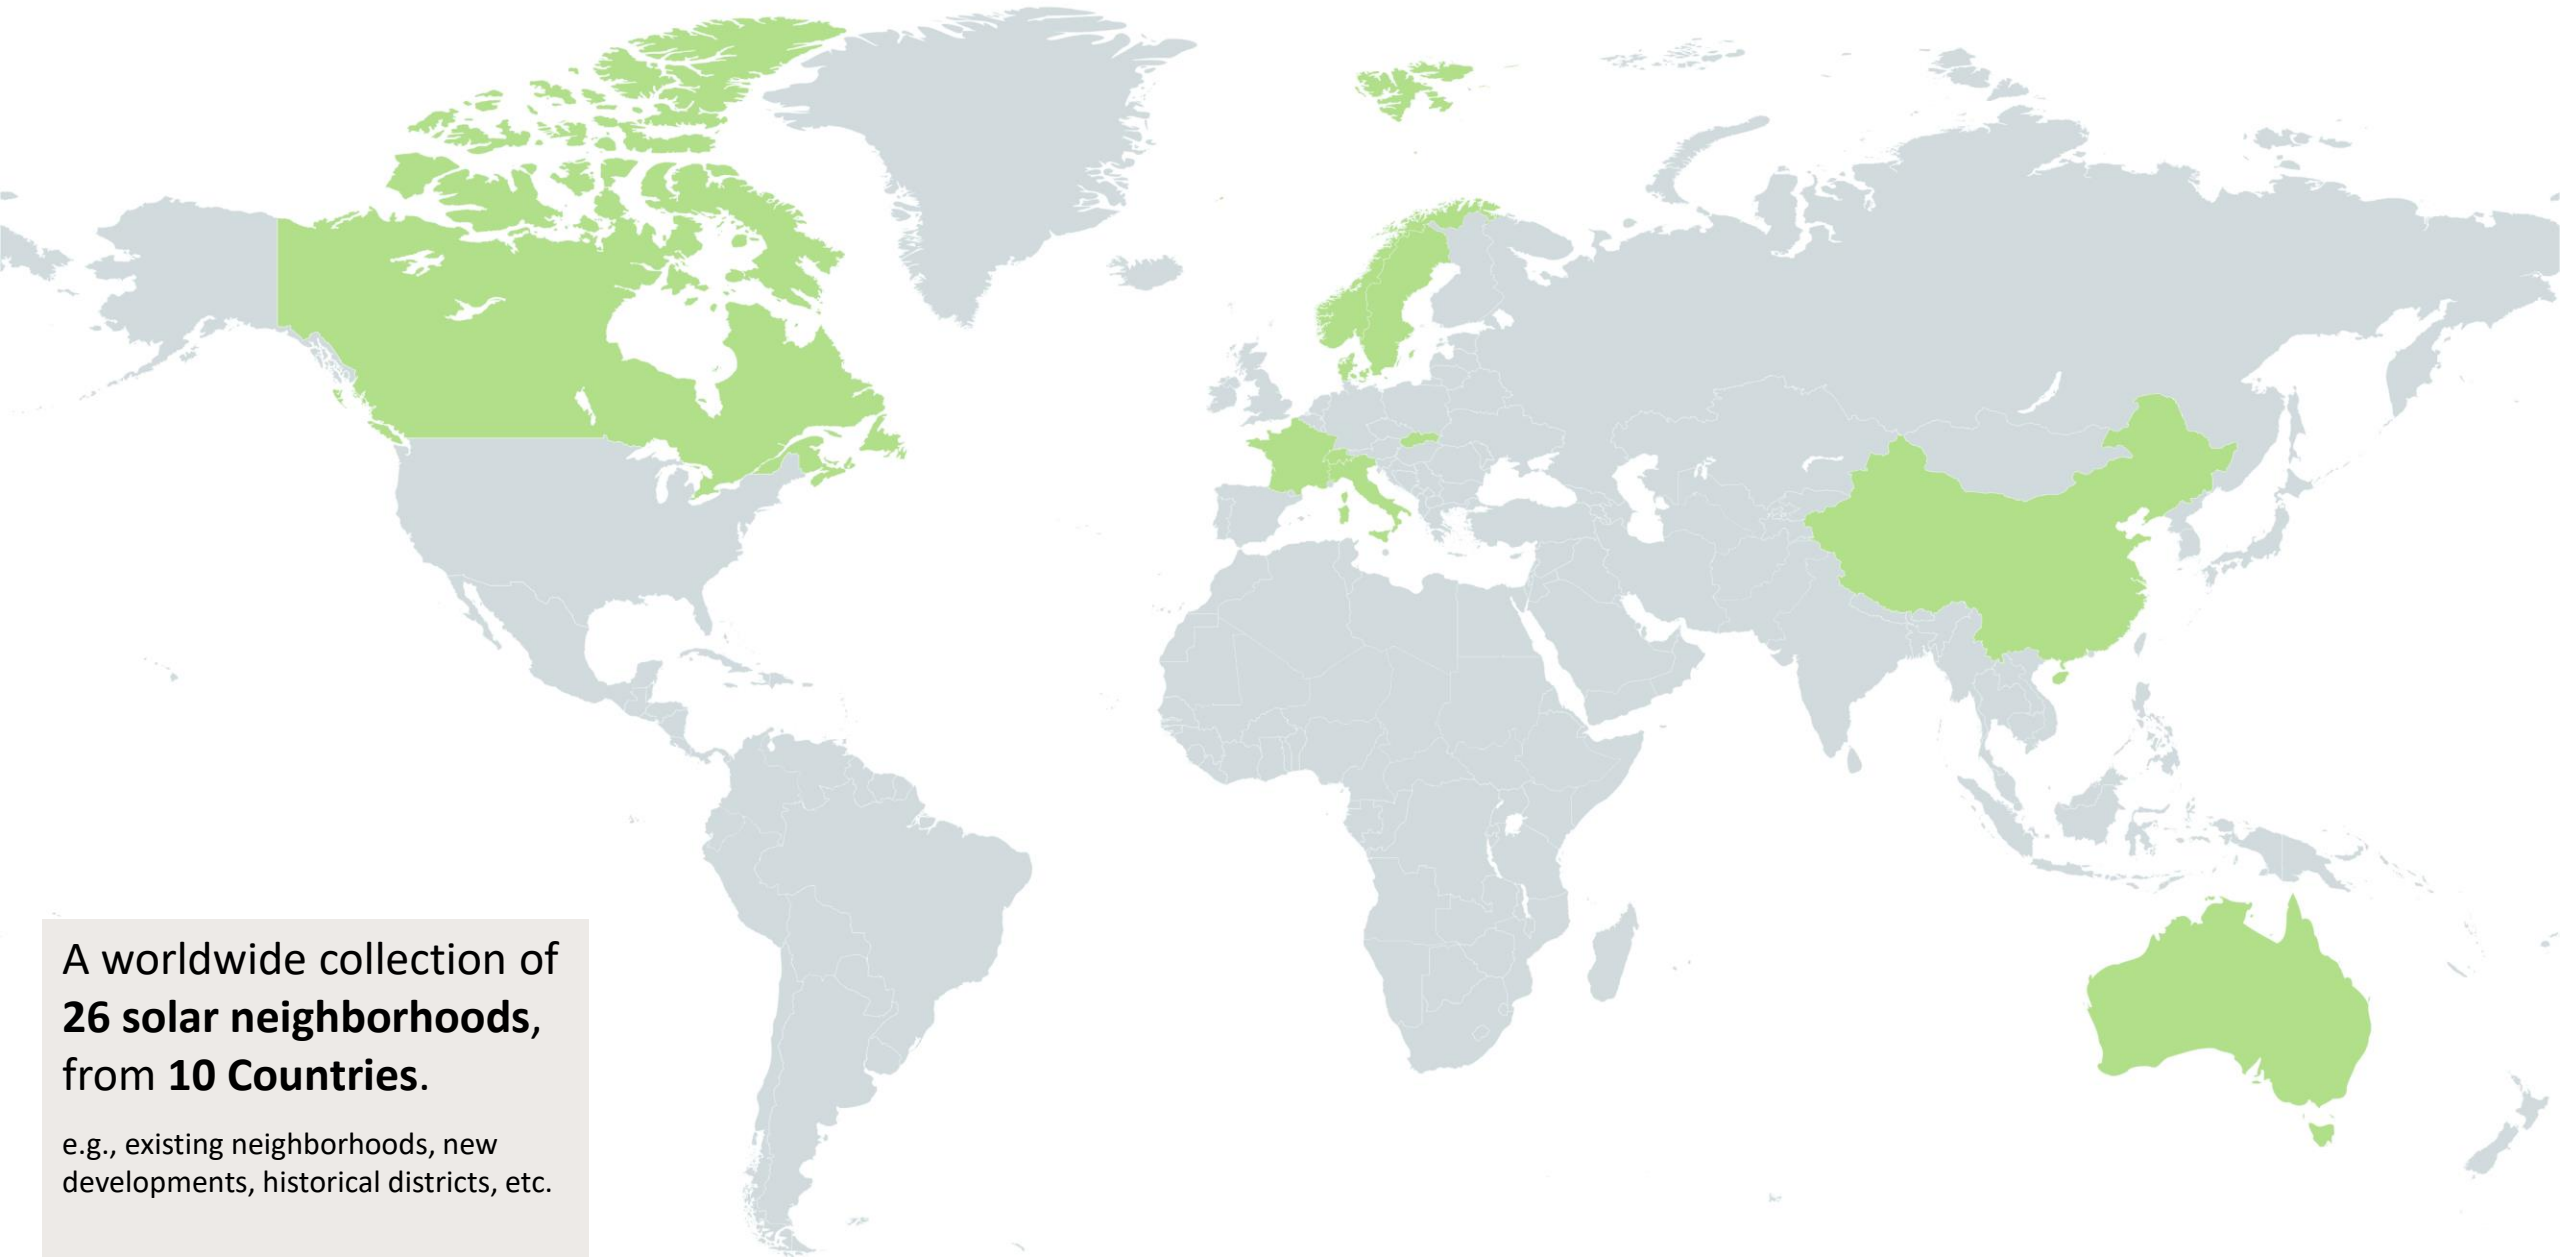 A worldwide collection of
26 solar neighborhoods,
from 10 Countries.
e.g., existing neighborhoods, new
developments, historical districts, etc.